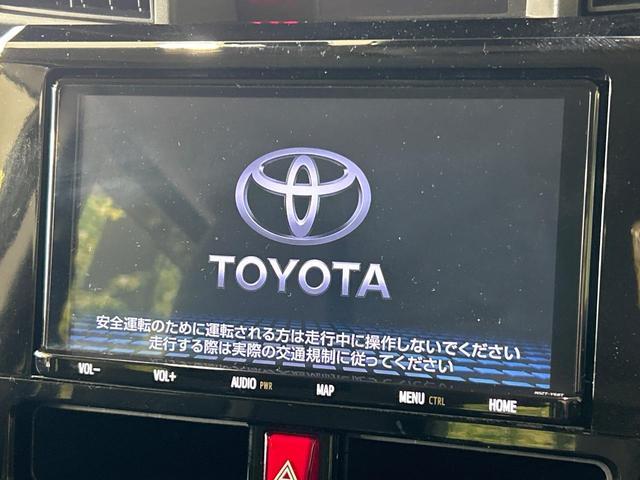 TOYOTA
安全運転のために運転される方は走行中に操作しないでください
走行する際は実際の交通規制に従ってください
VOL- VOL+ AUDIO PWR MAP MENU CTRL HOME